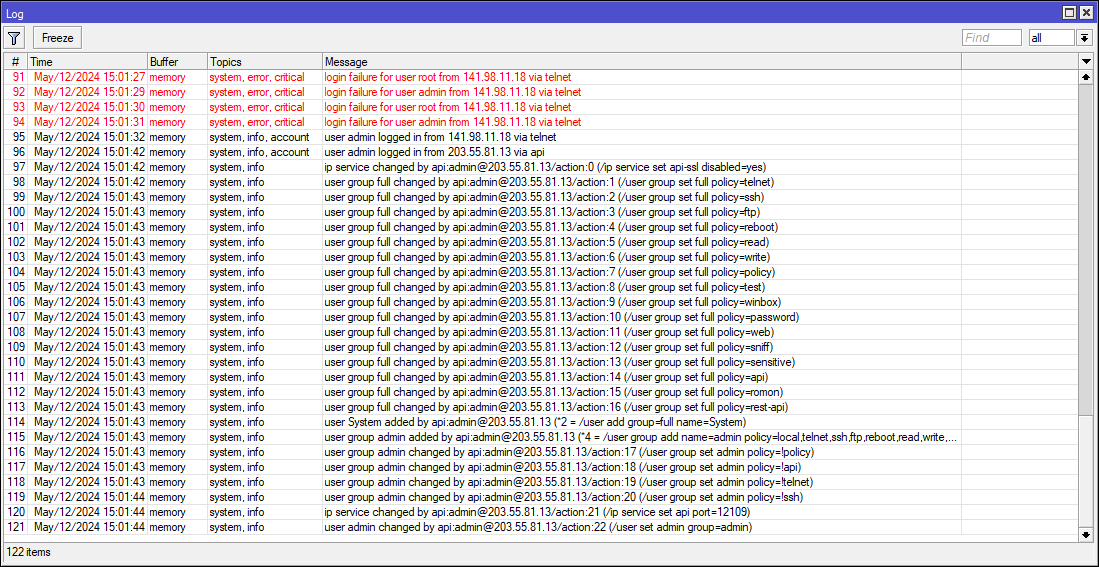 Log
Freeze
Find
all
# Time Buffer Topics Message
91 May/12/2024 15:01:27 memory system, error, critical login failure for user root from 141.98.11.18 via telnet
92 May/12/2024 15:01:29 memory system, error, critical login failure for user admin from 141.98.11.18 via telnet
93 May/12/2024 15:01:30 memory system, error, critical login failure for user root from 141.98.11.18 via telnet
94 May/12/2024 15:01:31 memory system, error, critical login failure for user admin from 141.98.11.18 via telnet
95 May/12/2024 15:01:32 memory system, info, account user admin logged in from 141.98.11.18 via telnet
96 May/12/2024 15:01:42 memory system, info, account user admin logged in from 203.55.81.13 via api
97 May/12/2024 15:01:42 memory system, info ip service changed by api:admin@203.55.81.13/action:0 (/ip service set api-ssl disabled=yes)
98 May/12/2024 15:01:42 memory system, info user group full changed by api:admin@203.55.81.13/action:1 (/user group set full policy=telnet)
99 May/12/2024 15:01:43 memory system, info user group full changed by api:admin@203.55.81.13/action:2 (/user group set full policy=ssh)
100 May/12/2024 15:01:43 memory system, info user group full changed by api:admin@203.55.81.13/action:3 (/user group set full policy=ftp)
101 May/12/2024 15:01:43 memory system, info user group full changed by api:admin@203.55.81.13/action:4 (/user group set full policy=reboot)
102 May/12/2024 15:01:43 memory system, info user group full changed by api:admin@203.55.81.13/action:5 (/user group set full policy=read)
103 May/12/2024 15:01:43 memory system, info user group full changed by api:admin@203.55.81.13/action:6 (/user group set full policy=write)
104 May/12/2024 15:01:43 memory system, info user group full changed by api:admin@203.55.81.13/action:7 (/user group set full policy=policy)
105 May/12/2024 15:01:43 memory system, info user group full changed by api:admin@203.55.81.13/action:8 (/user group set full policy=test)
106 May/12/2024 15:01:43 memory system, info user group full changed by api:admin@203.55.81.13/action:9 (/user group set full policy=winbox)
107 May/12/2024 15:01:43 memory system, info user group full changed by api:admin@203.55.81.13/action:10 (/user group set full policy=password)
108 May/12/2024 15:01:43 memory system, info user group full changed by api:admin@203.55.81.13/action:11 (/user group set full policy=web)
109 May/12/2024 15:01:43 memory system, info user group full changed by api:admin@203.55.81.13/action:12 (/user group set full policy=sniff)
110 May/12/2024 15:01:43 memory system, info user group full changed by api:admin@203.55.81.13/action:13 (/user group set full policy=sensitive)
111 May/12/2024 15:01:43 memory system, info user group full changed by api:admin@203.55.81.13/action:14 (/user group set full policy=api)
112 May/12/2024 15:01:43 memory system, info user group full changed by api:admin@203.55.81.13/action:15 (/user group set full policy=romon)
113 May/12/2024 15:01:43 memory system, info user group full changed by api:admin@203.55.81.13/action:16 (/user group set full policy=rest-api)
114 May/12/2024 15:01:43 memory system, info user System added by api:admin@203.55.81.13 (*2 = /user add group=full name=System)
115 May/12/2024 15:01:43 memory system, info user group admin added by api:admin@203.55.81.13 (*4 = /user group add name=admin policy=local,telnet,ssh,ftp,reboot,read,write,...
116 May/12/2024 15:01:43 memory system, info user group admin changed by api:admin@203.55.81.13/action:17 (/user group set admin policy=!policy)
117 May/12/2024 15:01:43 memory system, info user group admin changed by api:admin@203.55.81.13/action:18 (/user group set admin policy=!api)
118 May/12/2024 15:01:43 memory system, info user group admin changed by api:admin@203.55.81.13/action:19 (/user group set admin policy=!telnet)
119 May/12/2024 15:01:44 memory system, info user group admin changed by api:admin@203.55.81.13/action:20 (/user group set admin policy=!ssh)
120 May/12/2024 15:01:44 memory system, info ip service changed by api:admin@203.55.81.13/action:21 (/ip service set api port=12109)
121 May/12/2024 15:01:44 memory system, info user admin changed by api:admin@203.55.81.13/action:22 (/user set admin group=admin)
122 items